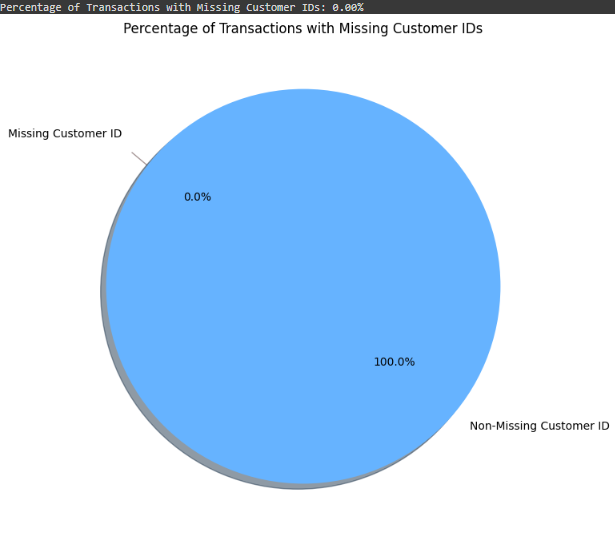 Percentage of Transactions with Missing Customer IDs: 0.00%
Percentage of Transactions with Missing Customer IDs
Missing Customer ID
0.0%
100.0%
Non-Missing Customer ID